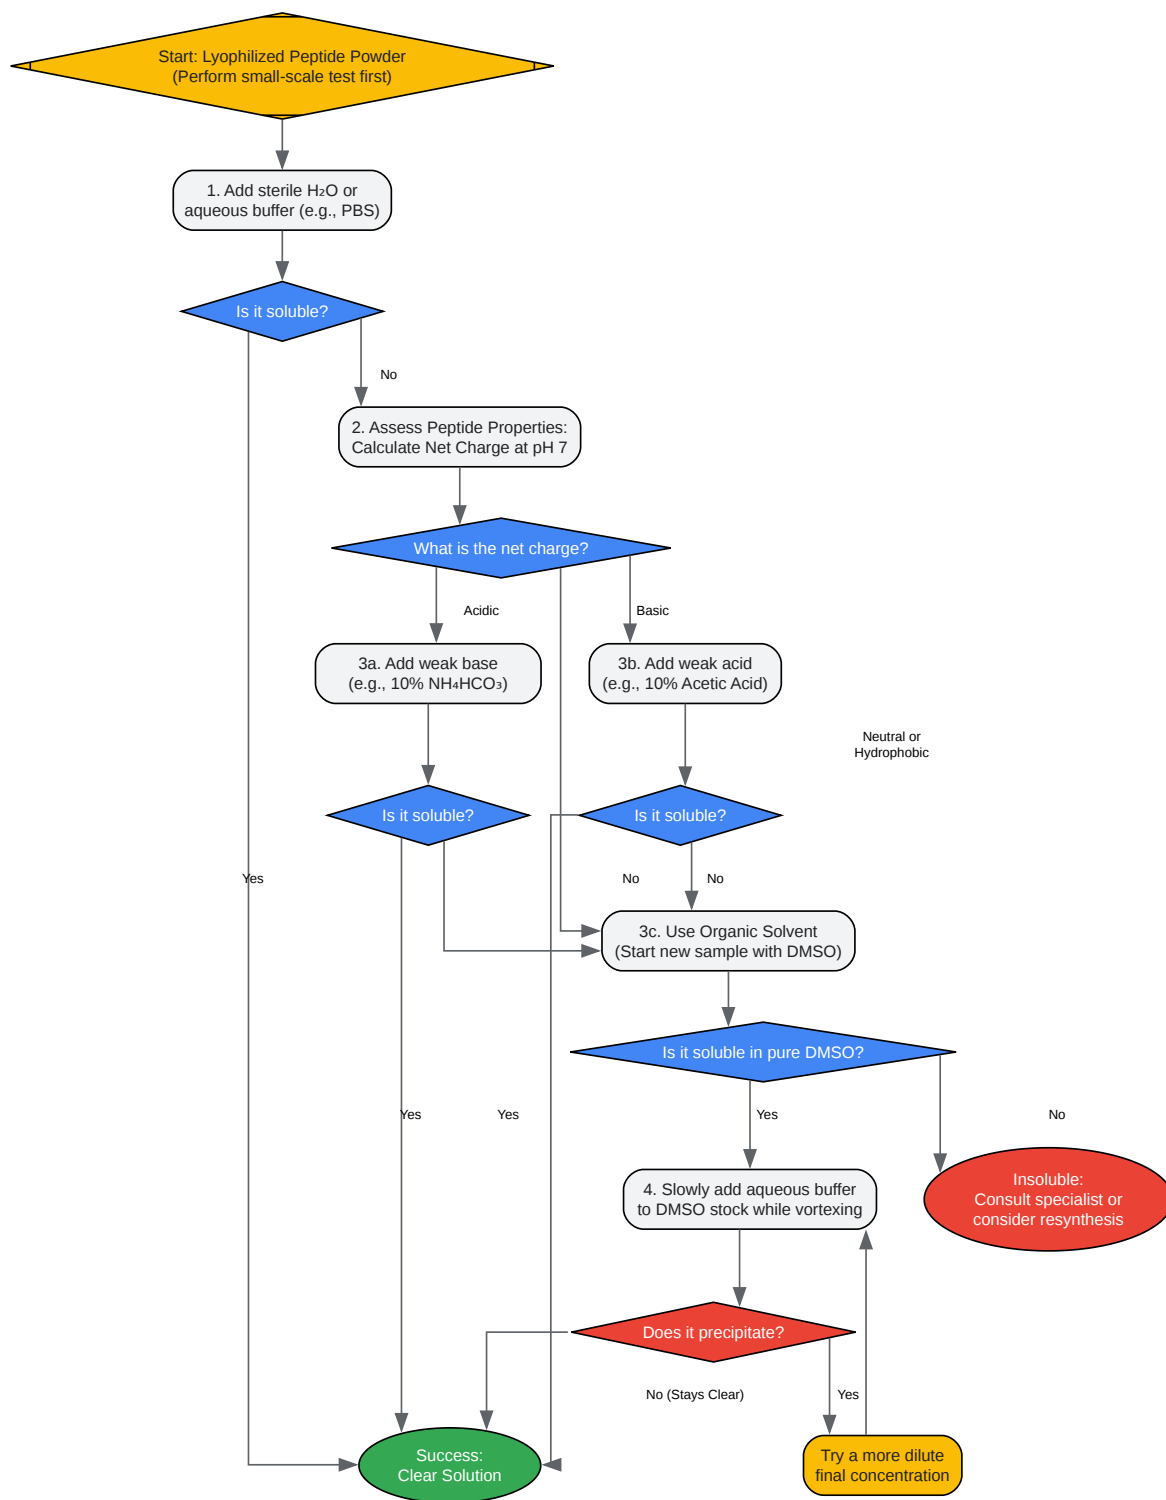 Start: Lyophilized Peptide Powder
(Perform small-scale test first)
1. Add sterile H₂O or
aqueous buffer (e.g., PBS)
Is it soluble?
No
2. Assess Peptide Properties:
Calculate Net Charge at pH 7
What is the net charge?
Acidic
Basic
3a. Add weak base
(e.g., 10% NH₄HCO₃)
3b. Add weak acid
(e.g., 10% Acetic Acid)
Neutral or
Hydrophobic
Is it soluble?
Is it soluble?
Yes
No
No
3c. Use Organic Solvent
(Start new sample with DMSO)
Is it soluble in pure DMSO?
Yes
Yes
Yes
No
4. Slowly add aqueous buffer
to DMSO stock while vortexing
Insoluble:
Consult specialist or
consider resynthesis
Does it precipitate?
No (Stays Clear)
Yes
Success:
Clear Solution
Try a more dilute
final concentration